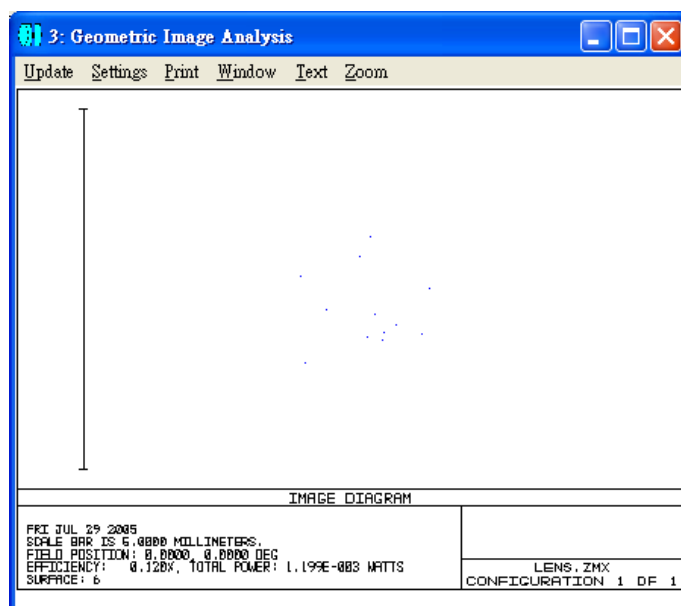 3: Geometric Image Analysis
Update Settings Print Window Text Zoom
IMAGE DIAGRAM
FRI JUL 29 2005
SCALE BAR IS 5.0000 MILLIMETERS.
FIELD POSITION: 0.0000, 0.0000 DEG
EFFICIENCY: 0.120%, TOTAL POWER: 1.199E-003 WATTS
SURFACE: 6
LENS.ZMX
CONFIGURATION 1 OF 1